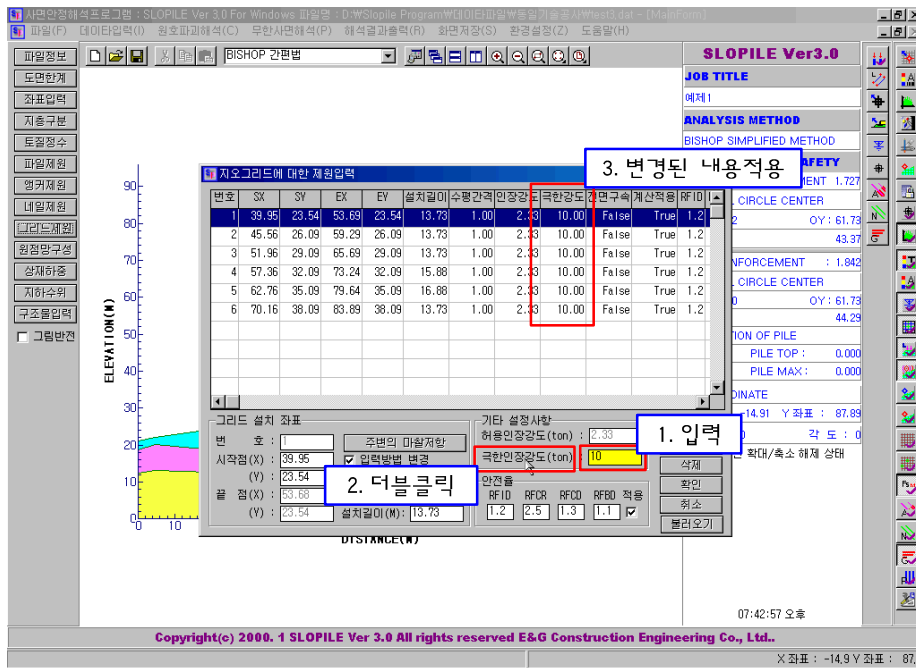 사면안정해석프로그램 : SLOPILE Ver 3.0 For Windows 파일명 : D:₩Slopile Program₩데이터파일₩동일기술공사₩test3.dat - [MainForm]
파일(F) 데이터입력(I) 원호파괴해석(C) 무한사면해석(P) 해석결과출력(R) 화면저장(S) 환경설정(Z) 도움말(H)
파일정보
도면한계
좌표입력
지층구분
토질정수
파일제원
앵커제원
네일제원
그리드제원
원점망구성
상재하중
지하수위
구조물입력
그림반전
BISHOP 간편법
SLOPILE Ver3.0
JOB TITLE
예제1
ANALYSIS METHOD
BISHOP SIMPLIFIED METHOD
AFETY
EMENT 1.727
L CIRCLE CENTER
2 OY : 61.73
43.37
NFORCEMENT : 1.842
L CIRCLE CENTER
0 OY : 61.73
44.29
ION OF PILE
PILE TOP : 0.000
PILE MAX : 0.000
DINATE
-14.91 Y 좌표 : 87.89
0 각 도 : 0
확대/축소 해제 상태
07:42:57 오후
지오그리드에 대한 제원입력
3. 변경된 내용적용
번호 SX SY EX EY 설치길이 수평간격 인장강도 극한강도 전면구속 계산적용 RFID
1 39.95 23.54 53.69 23.54 13.73 1.00 2.33 10.00 False True 1.2
2 45.56 26.09 59.29 26.09 13.73 1.00 2.33 10.00 False True 1.2
3 51.96 29.09 65.69 29.09 13.73 1.00 2.33 10.00 False True 1.2
4 57.36 32.09 73.24 32.09 15.88 1.00 2.33 10.00 False True 1.2
5 62.76 35.09 79.64 35.09 16.88 1.00 2.33 10.00 False True 1.2
6 70.16 38.09 83.89 38.09 13.73 1.00 2.33 10.00 False True 1.2
그리드 설치 좌표
번 호 : 1
주변의 마찰저항
시작점(X) : 39.95
입력방법 변경
(Y) : 23.54
끝 점(X) : 53.68
(Y) : 23.54
설치길이(M): 13.73
2. 더블클릭
기타 설정사항
허용인장강도(ton) : 2.33
극한인장강도(ton) : 10
1. 입력
안전율
RFID RFCR RFCD RFBD 적용
1.2 2.5 1.3 1.1
삭제
확인
취소
불러오기
ELEVATION(M)
90
70
60
50
40
30
20
10
0
0 10
DISTANCE(M)
Copyright(c) 2000. 1 SLOPILE Ver 3.0 All rights reserved E&G Construction Engineering Co., Ltd..
X 좌표 : -14.9 Y 좌표 : 87.